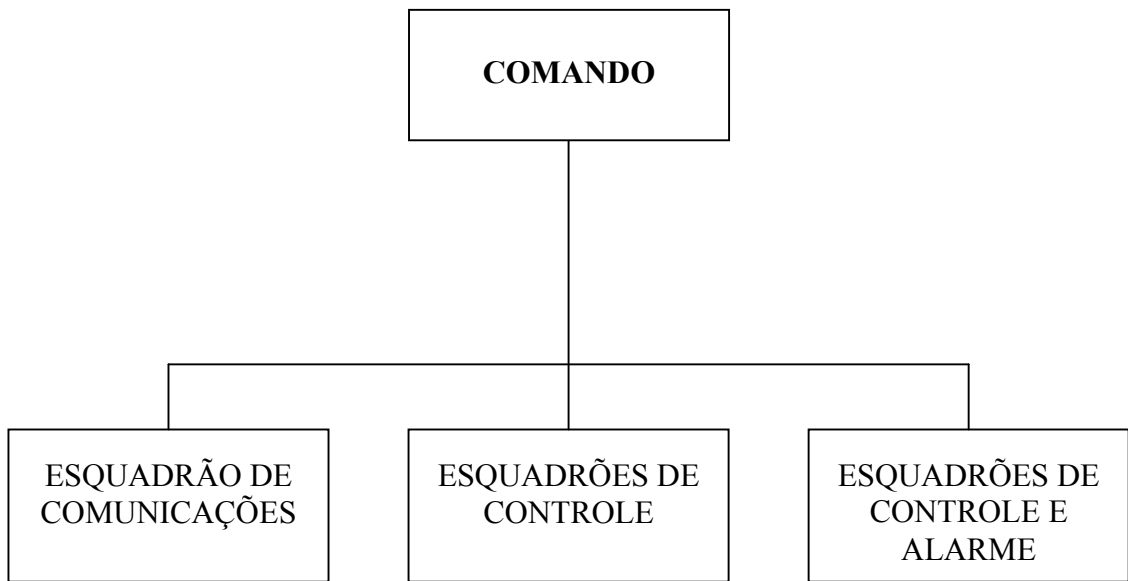 COMANDO
ESQUADRÃO DE
COMUNICAÇÕES
ESQUADRÕES DE
CONTROLE
ESQUADRÕES DE
CONTROLE E
ALARME